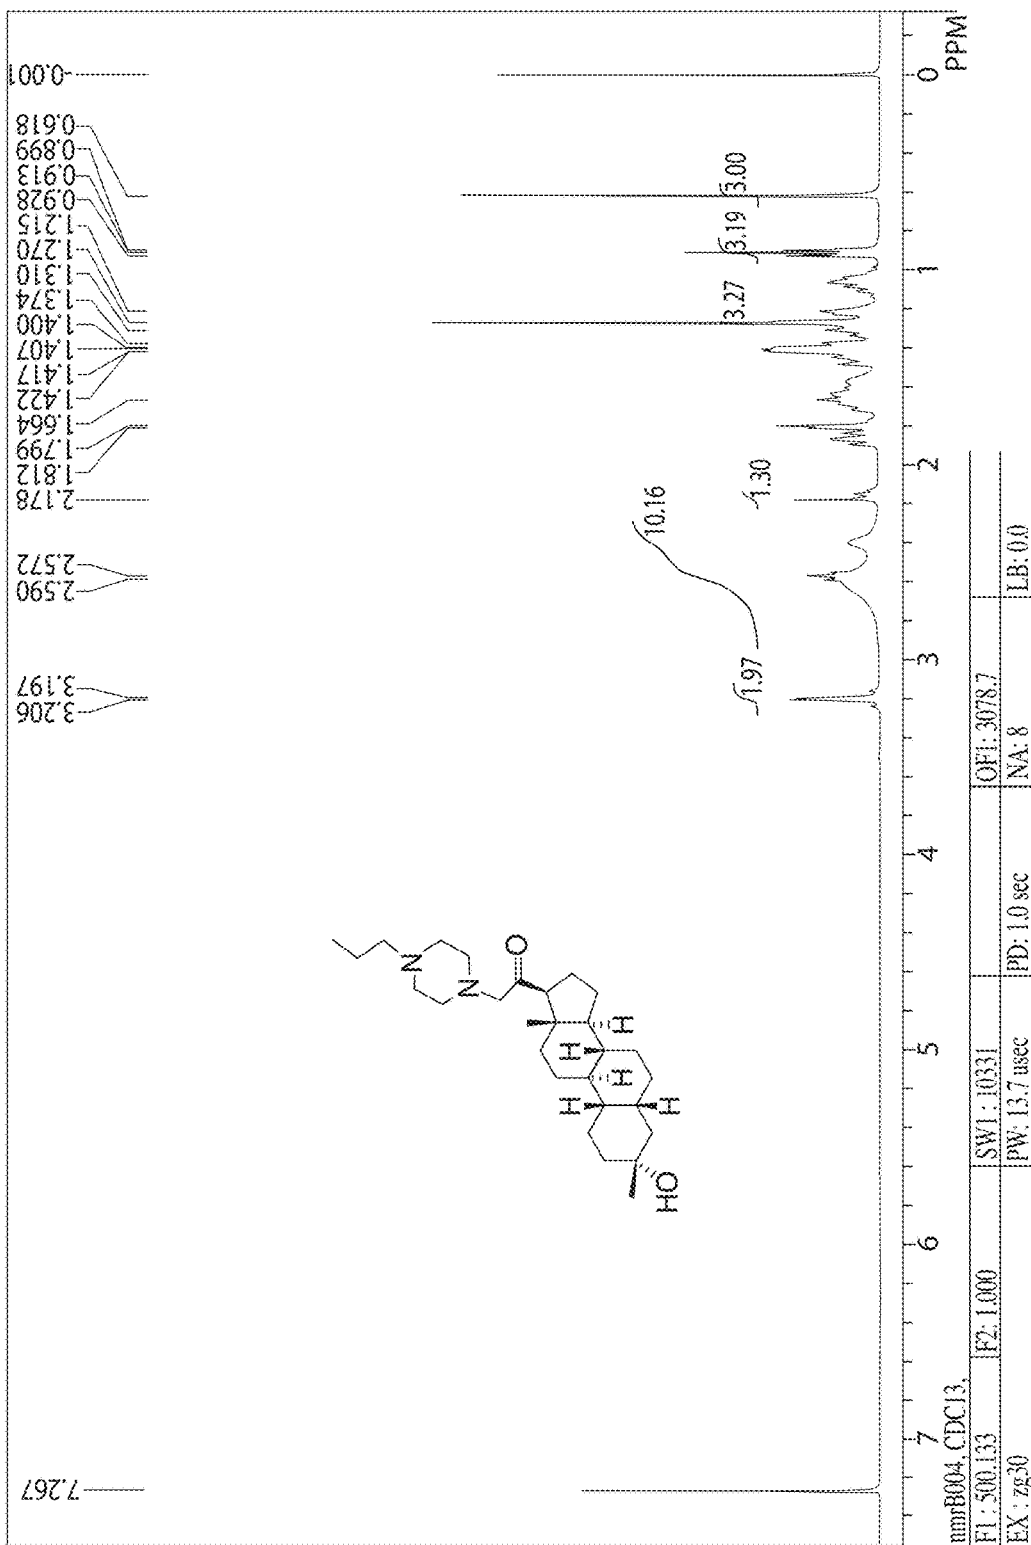 7.267
3.206
3.197
2.590
2.572
2.178
1.812
1.799
1.664
1.422
1.417
1.407
1.400
1.374
1.310
1.270
1.215
0.928
0.913
0.899
0.618
-0.001
1.97
10.16
1.30
3.27
3.19
3.00
N
N
O
H
H
H
H
H
HO
7 6 5 4 3 2 1 0
PPM
nmrB004, CDC13,
F1: 500.133 F2: 1.000 SW1: 10331 OF1: 3078.7
EX: zg30 PW: 13.7 usec PD: 1.0 sec NA: 8 LB: 0.0